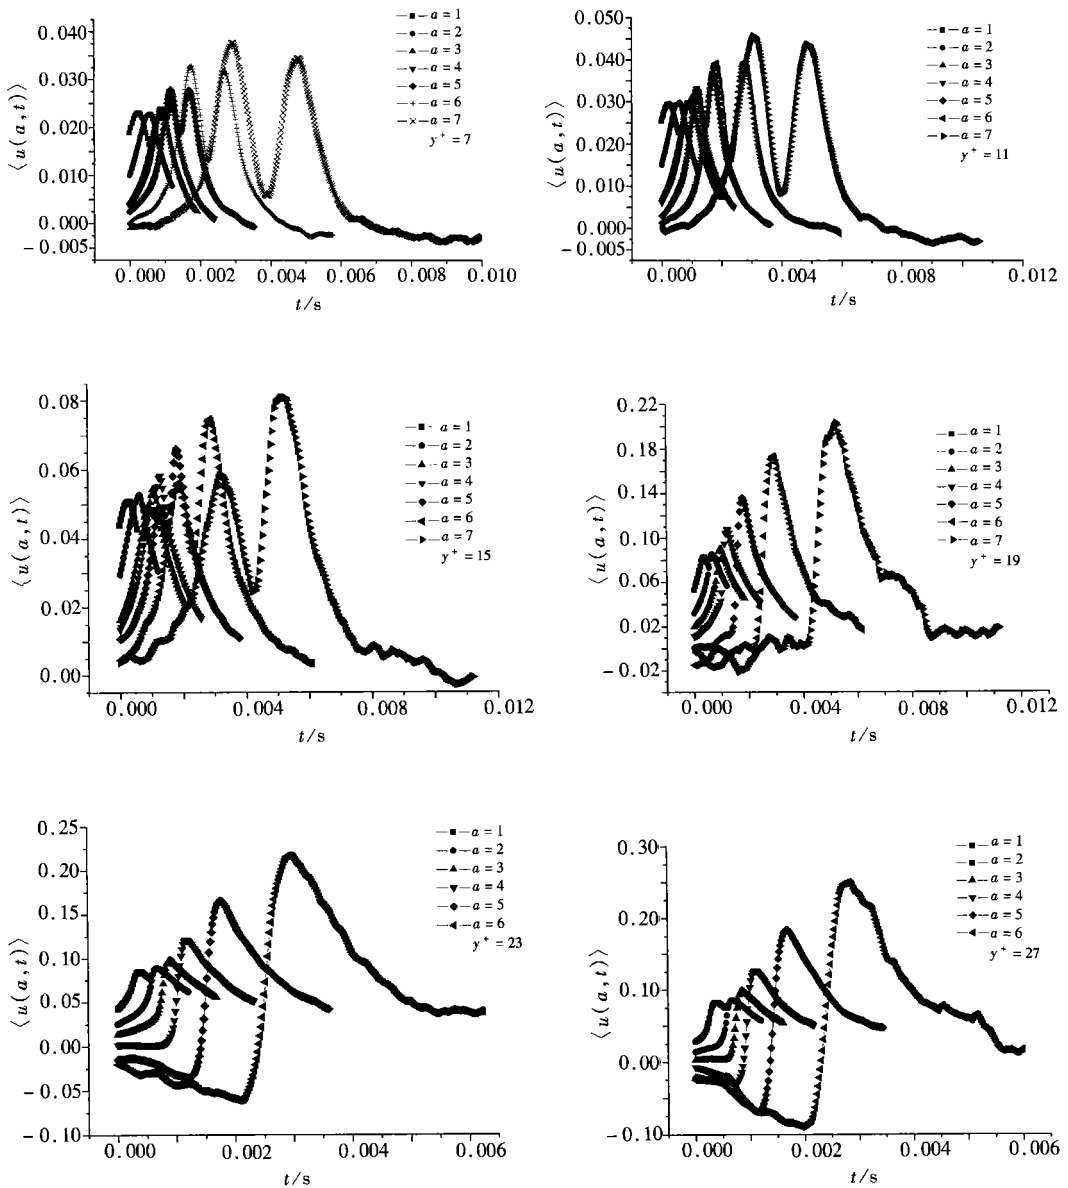 0.040
0.030
0.020
0.010
0.000
−0.005
⟨u(a,t)⟩
0.000 0.002 0.004 0.006 0.008 0.010
t/s
a = 1
a = 2
a = 3
a = 4
a = 5
a = 6
a = 7
y⁺ = 7
0.050
0.040
0.030
0.020
0.010
0.000
−0.005
⟨u(a,t)⟩
0.000 0.004 0.008 0.012
t/s
a = 1
a = 2
a = 3
a = 4
a = 5
a = 6
a = 7
y⁺ = 11
0.08
0.06
0.04
0.02
0.00
⟨u(a,t)⟩
0.000 0.004 0.008 0.012
t/s
a = 1
a = 2
a = 3
a = 4
a = 5
a = 6
a = 7
y⁺ = 15
0.22
0.18
0.14
0.10
0.06
0.02
−0.02
⟨u(a,t)⟩
0.000 0.004 0.008 0.012
t/s
a = 1
a = 2
a = 3
a = 4
a = 5
a = 6
a = 7
y⁺ = 19
0.25
0.20
0.15
0.10
0.05
0.00
−0.05
−0.10
⟨u(a,t)⟩
0.000 0.002 0.004 0.006
t/s
a = 1
a = 2
a = 3
a = 4
a = 5
a = 6
y⁺ = 23
0.30
0.20
0.10
0.00
−0.10
⟨u(a,t)⟩
0.000 0.002 0.004 0.006
t/s
a = 1
a = 2
a = 3
a = 4
a = 5
a = 6
y⁺ = 27